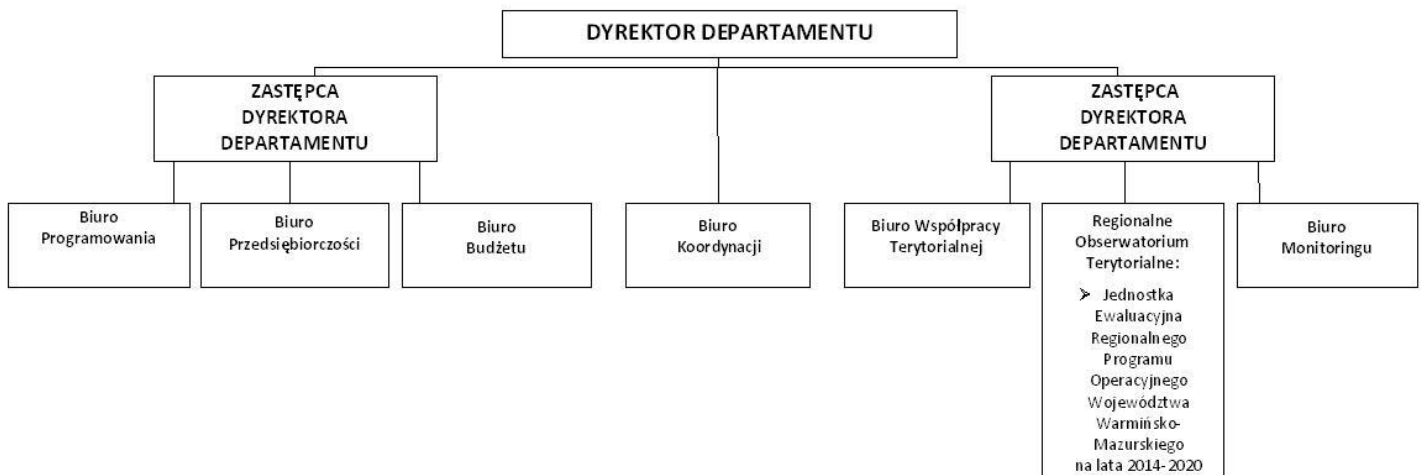 DYREKTOR DEPARTAMENTU
ZASTĘPCA
DYREKTORA
DEPARTAMENTU
ZASTĘPCA
DYREKTORA
DEPARTAMENTU
Biuro
Programowania
Biuro
Przedsiębiorczości
Biuro
Budżetu
Biuro
Koordynacji
Biuro Współpracy
Terytorialnej
Regionalne
Obserwatorium
Terytorialne:
➢ Jednostka
Ewaluacyjna
Regionalnego
Programu
Operacyjnego
Województwa
Warmińsko-
Mazurskiego
na lata 2014-2020
Biuro
Monitoringu